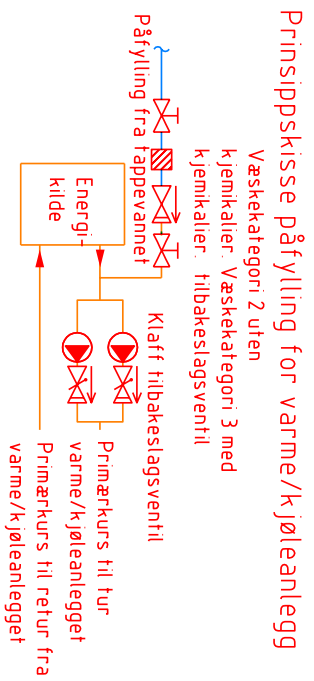 Prinsippskisse påfylling for varme/kjøleanlegg
Væskekategori 2 uten
kjemikalier. Væskekategori 3 med
kjemikalier. tilbakeslagsventil
Påfylling fra tappevannet
Klaff tilbakeslagsventil
Energi-
kilde
Primærkurs til tur
varme/kjøleanlegget
Primærkurs til retur fra
varme/kjøleanlegget